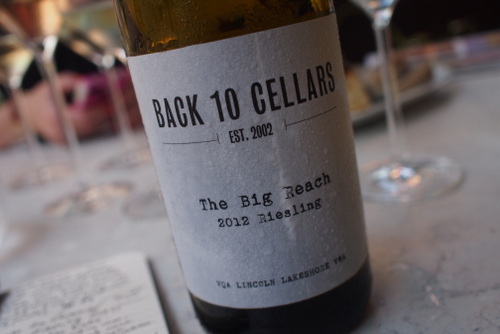 BACK 10 CELLARS
EST. 2002
The Big Reach
2012 Riesling
VQA LINCOLN LAKESHORE VQA